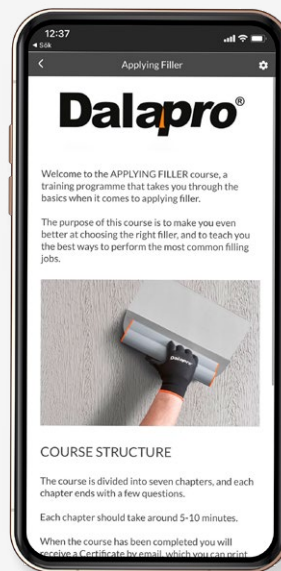 12:37
Sök
Applying Filler
Dalapro®
Welcome to the APPLYING FILLER course, a
training programme that takes you through the
basics when it comes to applying filler.
The purpose of this course is to make you even
better at choosing the right filler, and to teach you
the best ways to perform the most common filling
jobs.
Dalapro
COURSE STRUCTURE
The course is divided into seven chapters, and each
chapter ends with a few questions.
Each chapter should take around 5-10 minutes.
When the course has been completed you will
receive a Certificate by email, which you can print